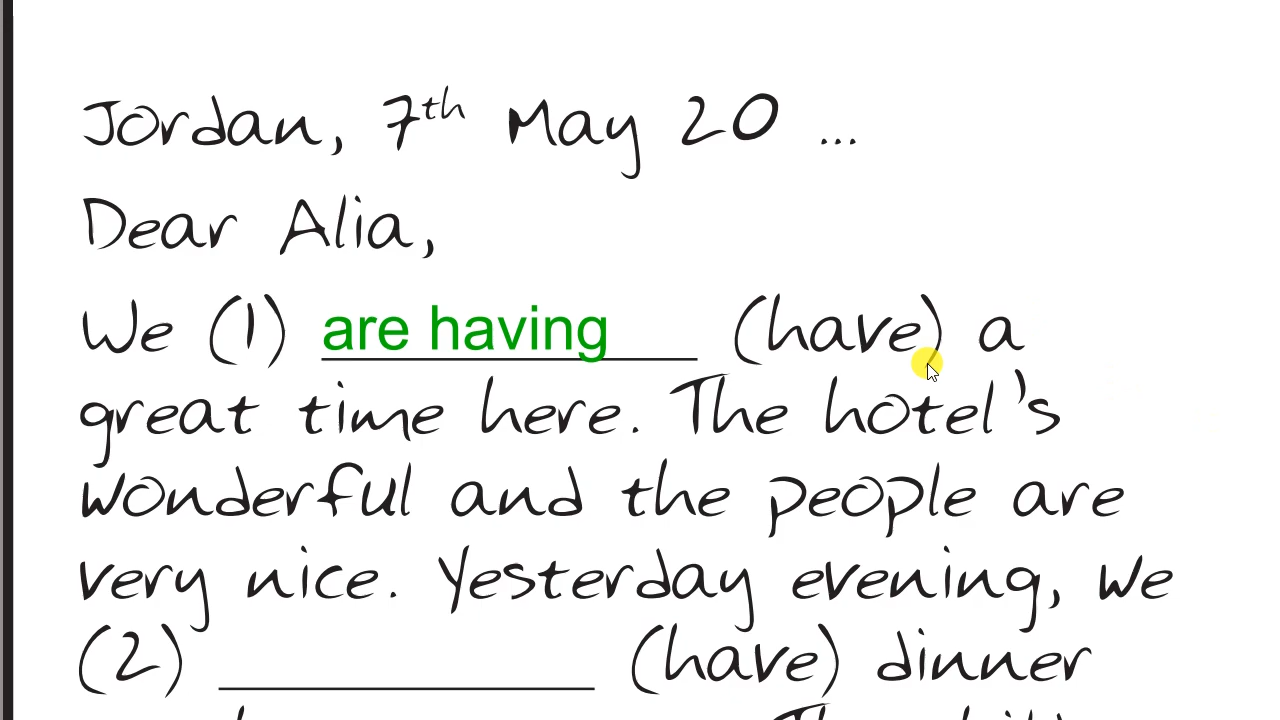 Jordan, 7th May 20 ...
Dear Alia,
We (1) are having (have) a
great time here. The hotel's
wonderful and the people are
very nice. Yesterday evening, we
(2) ____________ (have) dinner